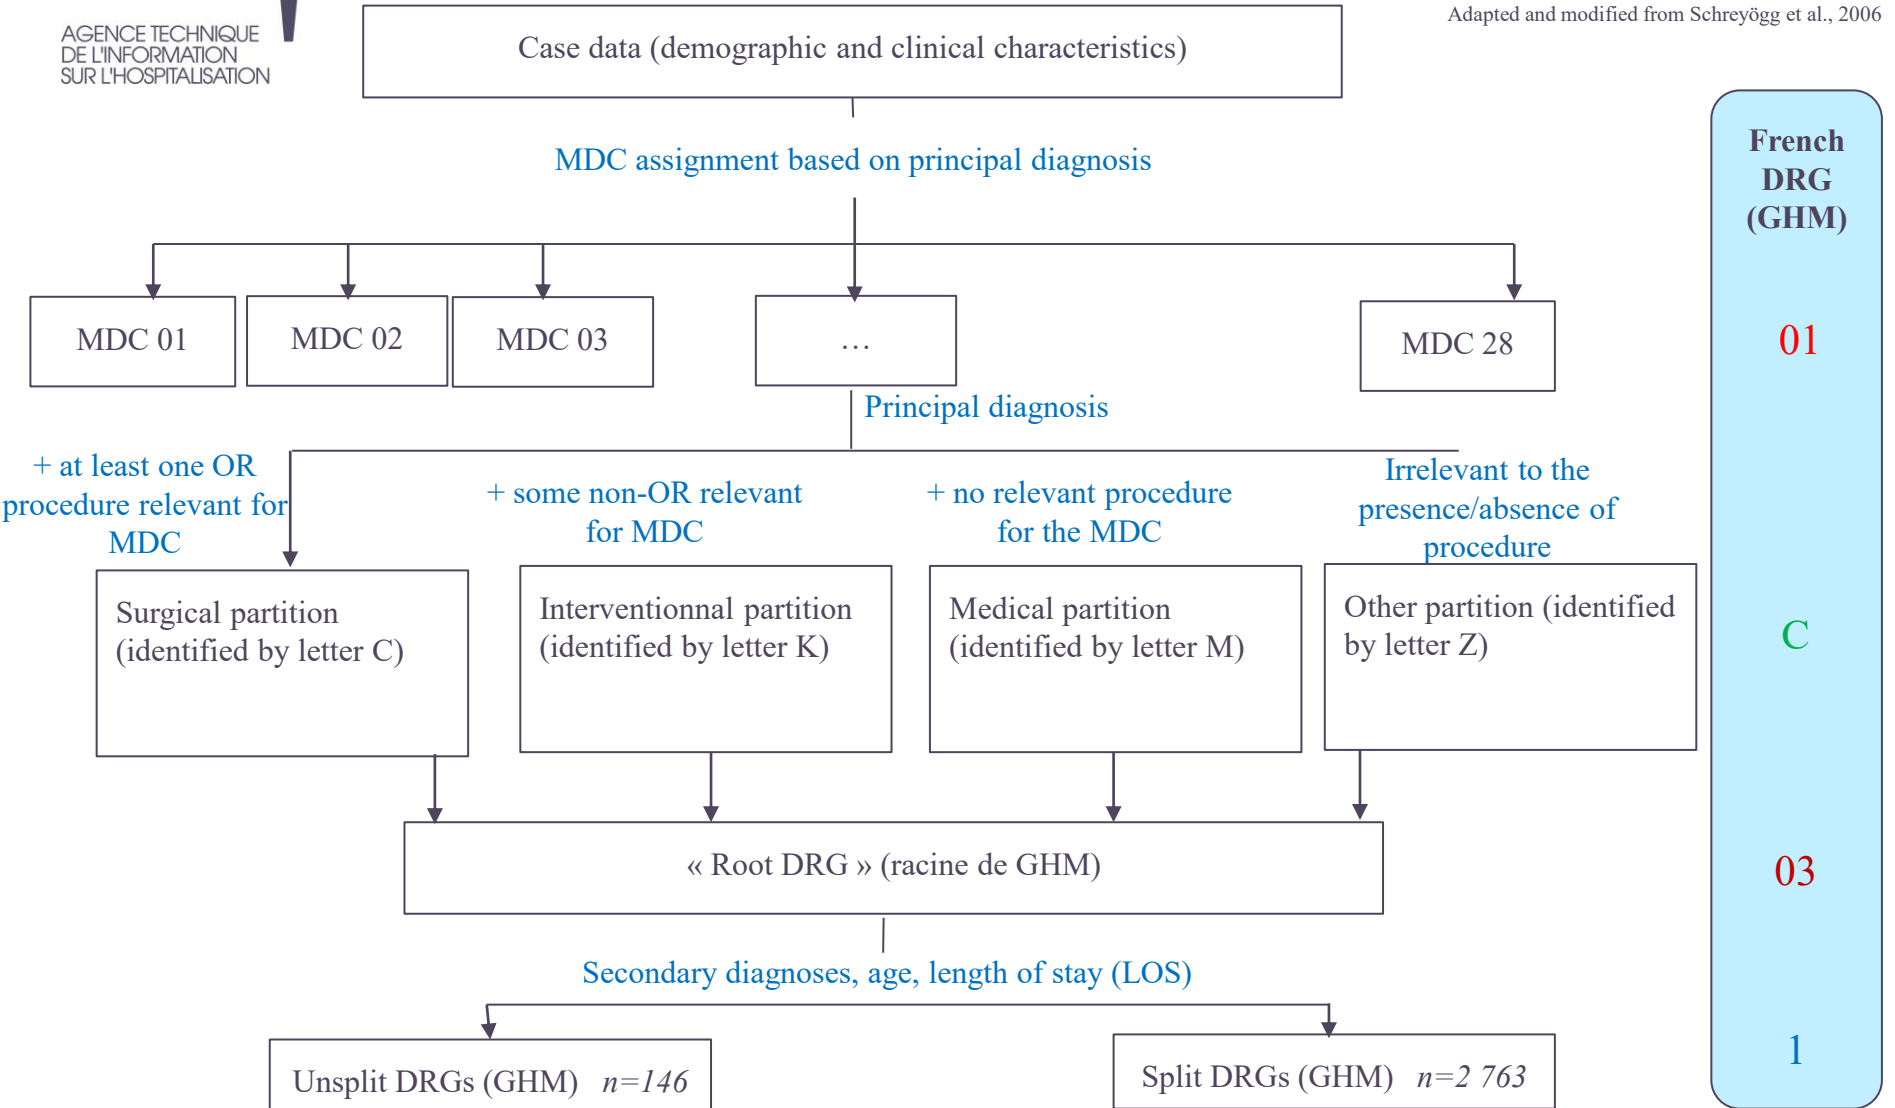 AGENCE TECHNIQUE
DE L'INFORMATION
SUR L'HOSPITALISATION
Case data (demographic and clinical characteristics)
Adapted and modified from Schreyögg et al., 2006
MDC assignment based on principal diagnosis
MDC 01
MDC 02
MDC 03
…
MDC 28
Principal diagnosis
+ at least one OR
procedure relevant for
MDC
+ some non-OR relevant
for MDC
+ no relevant procedure
for the MDC
Irrelevant to the
presence/absence of
procedure
Surgical partition
(identified by letter C)
Interventionnal partition
(identified by letter K)
Medical partition
(identified by letter M)
Other partition (identified
by letter Z)
« Root DRG » (racine de GHM)
Secondary diagnoses, age, length of stay (LOS)
Unsplit DRGs (GHM) n=146
Split DRGs (GHM) n=2 763
French
DRG
(GHM)
01
C
03
1